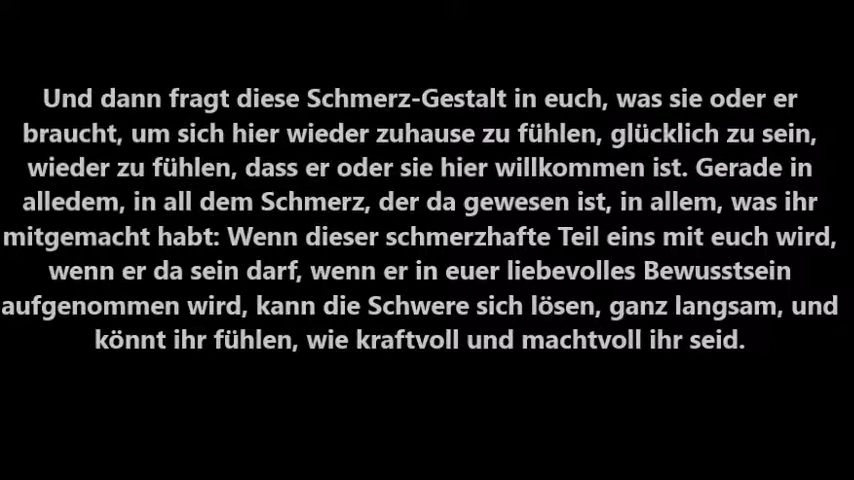 Und dann fragt diese Schmerz-Gestalt in euch, was sie oder er
braucht, um sich hier wieder zuhause zu fühlen, glücklich zu sein,
wieder zu fühlen, dass er oder sie hier willkommen ist. Gerade in
alledem, in all dem Schmerz, der da gewesen ist, in allem, was ihr
mitgemacht habt: Wenn dieser schmerzhafte Teil eins mit euch wird,
wenn er da sein darf, wenn er in euer liebevolles Bewusstsein
aufgenommen wird, kann die Schwere sich lösen, ganz langsam, und
könnt ihr fühlen, wie kraftvoll und machtvoll ihr seid.